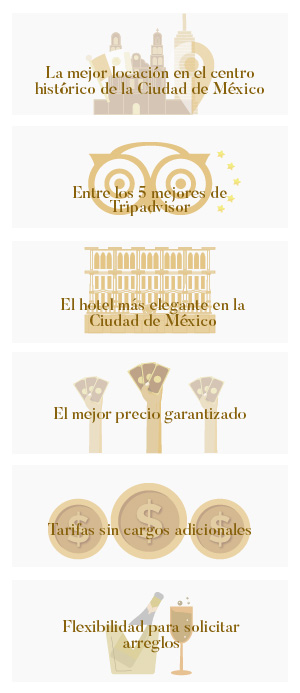 La mejor locación en el centro
histórico de la Ciudad de México
Entre los 5 mejores de
Tripadvisor
El hotel más elegante en la
Ciudad de México
El mejor precio garantizado
Tarifas sin cargos adicionales
Flexibilidad para solicitar
arreglos